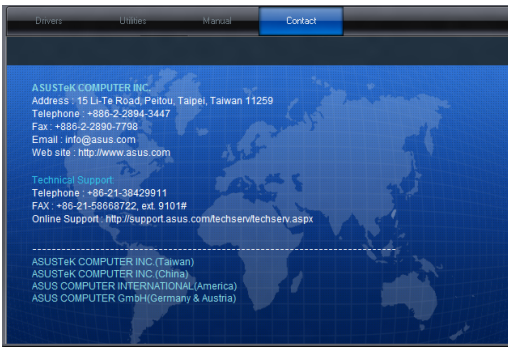 Drivers Utilities Manual Contact
ASUSTeK COMPUTER INC.
Address : 15 Li-Te Road, Peitou, Taipei, Taiwan 11259
Telephone : +886-2-2894-3447
Fax : +886-2-2890-7798
Email : info@asus.com
Web site : http://www.asus.com
Technical Support
Telephone : +86-21-38429911
FAX : +86-21-58668722, ext. 9101#
Online Support : http://support.asus.com/techserv/techserv.aspx
ASUSTeK COMPUTER INC.(Taiwan)
ASUSTeK COMPUTER INC.(China)
ASUS COMPUTER INTERNATIONAL(America)
ASUS COMPUTER GmbH(Germany & Austria)